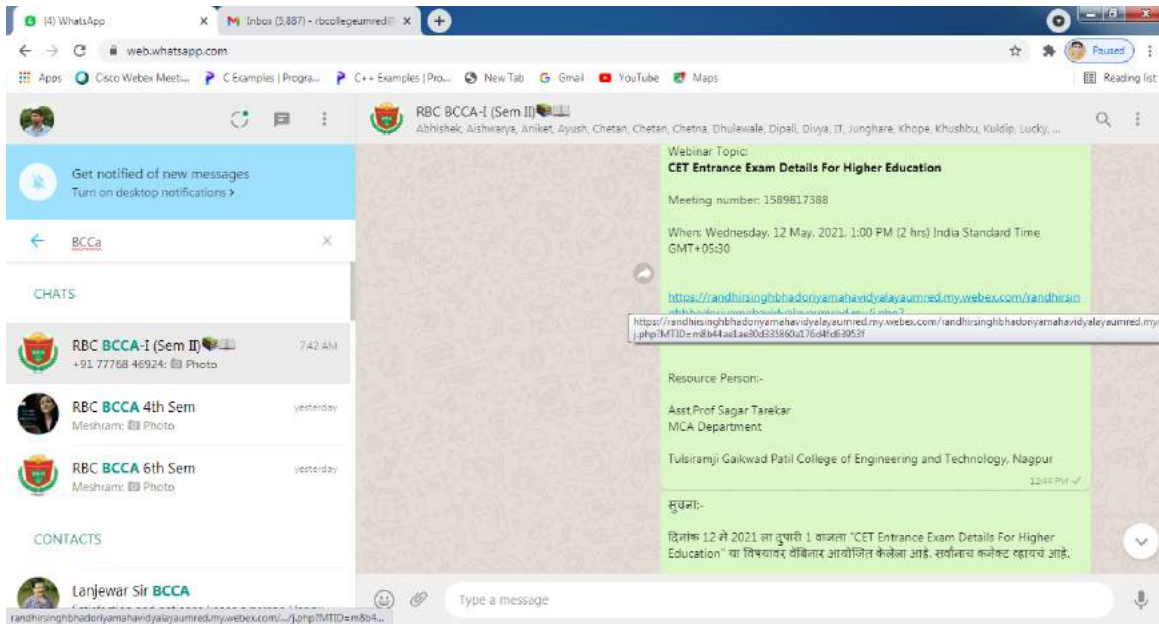 (4) WhatsApp
Inbox (5,887) - rbcollegeumred@
web.whatsapp.com
Paused
Apps
Cisco Webex Meeti...
C Examples | Progra...
C++ Examples | Pro...
New Tab
Gmail
YouTube
Maps
Reading list
RBC BCCA-I (Sem II)
Abhishek, Aishwarya, Aniket, Ayush, Chetan, Chetan, Chetna, Dhulewale, Dipali, Divya, IT, Junghare, Khope, Khushbu, Kuldip, Lucky, ...
Get notified of new messages
Turn on desktop notifications >
BCCa
CHATS
RBC BCCA-I (Sem II)
7:42 AM
+91 77768 46924: Photo
RBC BCCA 4th Sem
yesterday
Meshram: Photo
RBC BCCA 6th Sem
yesterday
Meshram: Photo
CONTACTS
Lanjewar Sir BCCA
Webinar Topic:
CET Entrance Exam Details For Higher Education
Meeting number: 1589817388
When: Wednesday, 12 May, 2021, 1:00 PM (2 hrs) India Standard Time
GMT+05:30
https://randhirsinghbhadoriyamahavidyalayaumred.my.webex.com/randhirsin
https://randhirsinghbhadoriyamahavidyalayaumred.my.webex.com/randhirsinghbhadoriyamahavidyalayaumred.my/
Resource Person:-
Asst.Prof Sagar Tarekar
MCA Department
Tulsiramji Gaikwad Patil College of Engineering and Technology, Nagpur
12:44 PM
सुचना:-
दिनांक 12 मे 2021 ला दुपारी 1 वाजता "CET Entrance Exam Details For Higher
Education" या विषयावर वेबिनार आयोजित केलेला आहे. सर्वांनाच कनेक्ट व्हायचं आहे.
Type a message
randhirsinghbhadoriyamahavidyalayaumred.my.webex.com/.../j.php?MTID=m8b4...